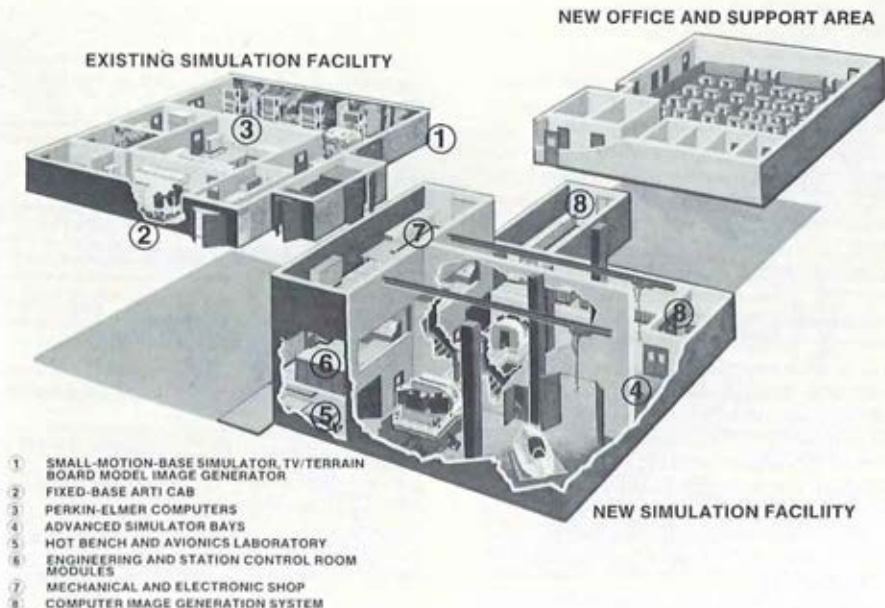 NEW OFFICE AND SUPPORT AREA
EXISTING SIMULATION FACILITY
3
1
2
8
7
8
6
4
5
NEW SIMULATION FACILIITY
1 SMALL-MOTION-BASE SIMULATOR, TV/TERRAIN
BOARD MODEL IMAGE GENERATOR
2 FIXED-BASE ARTI CAB
3 PERKIN-ELMER COMPUTERS
4 ADVANCED SIMULATOR BAYS
5 HOT BENCH AND AVIONICS LABORATORY
6 ENGINEERING AND STATION CONTROL ROOM
MODULES
7 MECHANICAL AND ELECTRONIC SHOP
8 COMPUTER IMAGE GENERATION SYSTEM